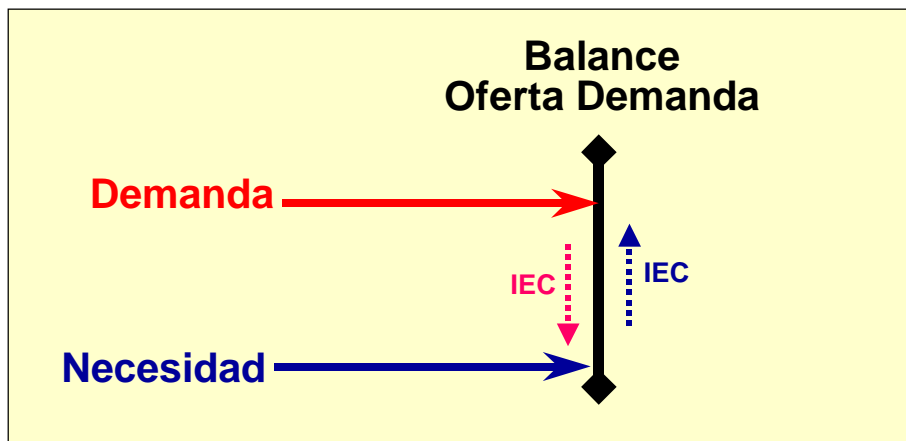 Balance
Oferta Demanda
Demanda
IEC
IEC
Necesidad